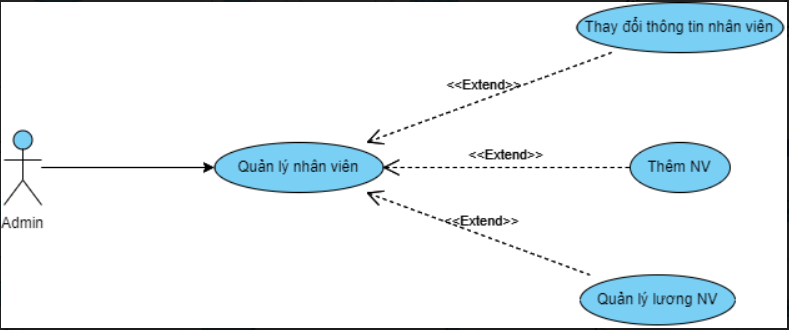 Thay đổi thông tin nhân viên
<<Extend>>
<<Extend>>
Quản lý nhân viên
Thêm NV
Admin
<<Extend>>
Quản lý lương NV